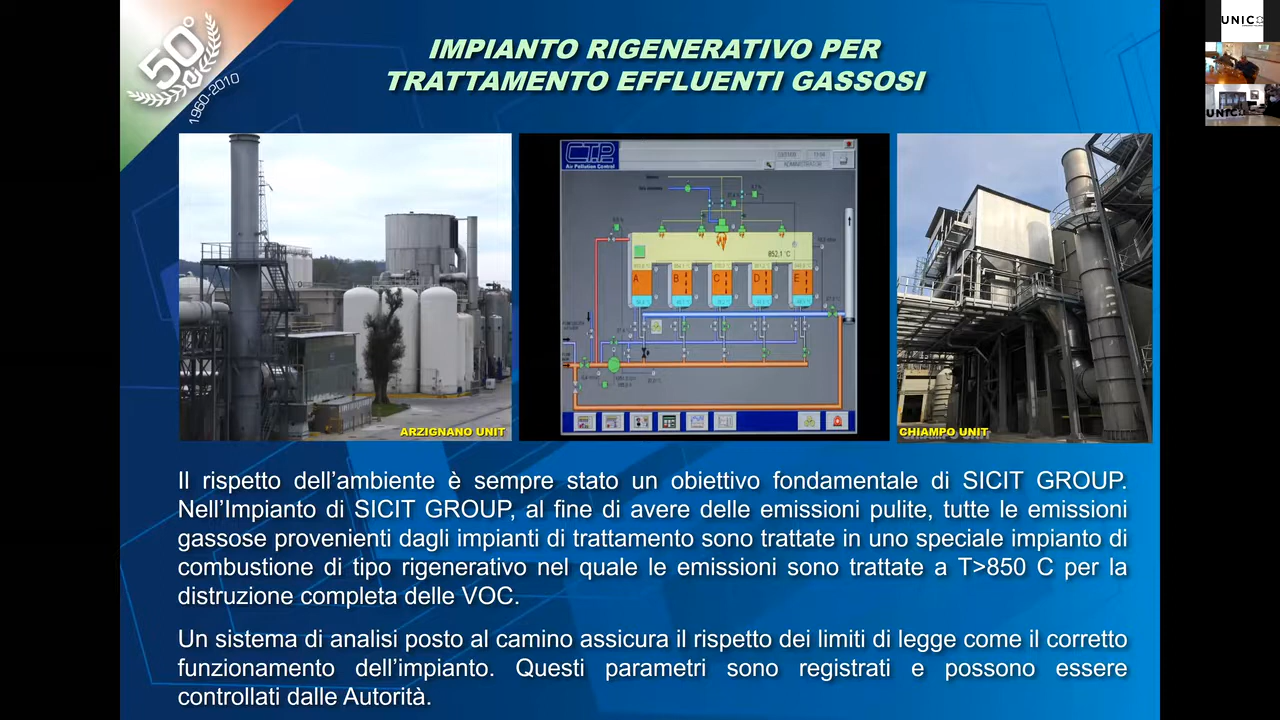 50°
1960-2010
IMPIANTO RIGENERATIVO PER
TRATTAMENTO EFFLUENTI GASSOSI
UNICO
UNICO
ARZIGNANO UNIT
CTP
Air Pollution Control
852,1 °C
A
B
C
D
E
CHIAMPO UNIT
Il rispetto dell’ambiente è sempre stato un obiettivo fondamentale di SICIT GROUP.
Nell’Impianto di SICIT GROUP, al fine di avere delle emissioni pulite, tutte le emissioni
gassose provenienti dagli impianti di trattamento sono trattate in uno speciale impianto di
combustione di tipo rigenerativo nel quale le emissioni sono trattate a T>850 C per la
distruzione completa delle VOC.
Un sistema di analisi posto al camino assicura il rispetto dei limiti di legge come il corretto
funzionamento dell’impianto. Questi parametri sono registrati e possono essere
controllati dalle Autorità.